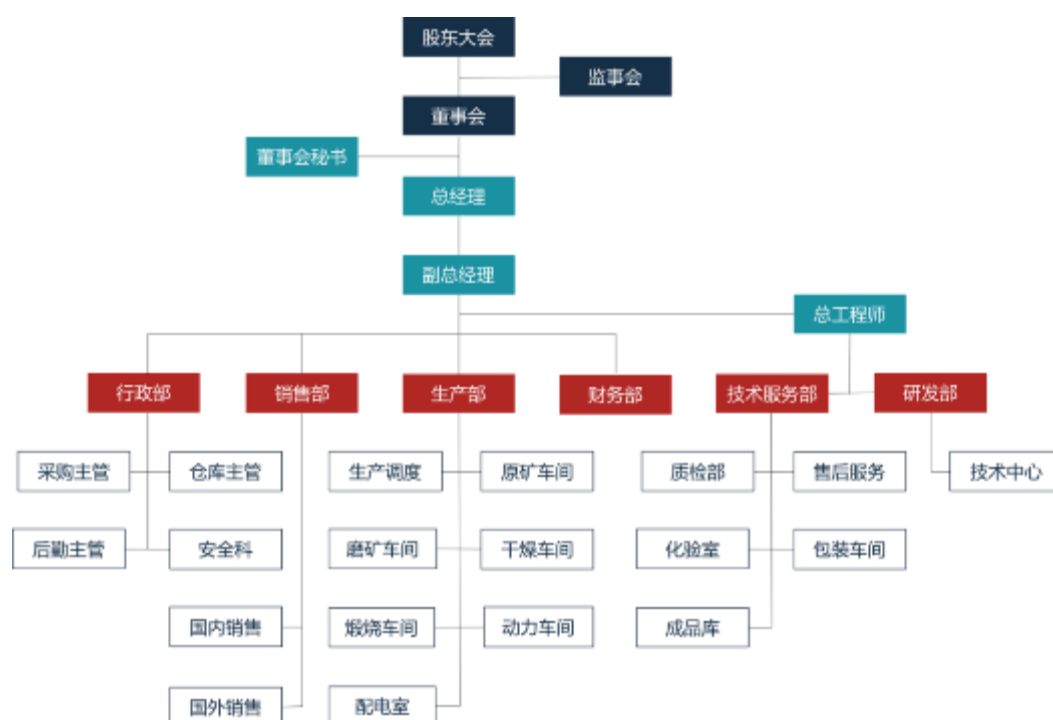 股东大会
监事会
董事会
董事会秘书
总经理
副总经理
总工程师
行政部
销售部
生产部
财务部
技术服务部
研发部
采购主管
仓库主管
生产调度
原矿车间
质检部
售后服务
技术中心
后勤主管
安全科
磨矿车间
干燥车间
化验室
包装车间
国内销售
煅烧车间
动力车间
成品库
国外销售
配电室